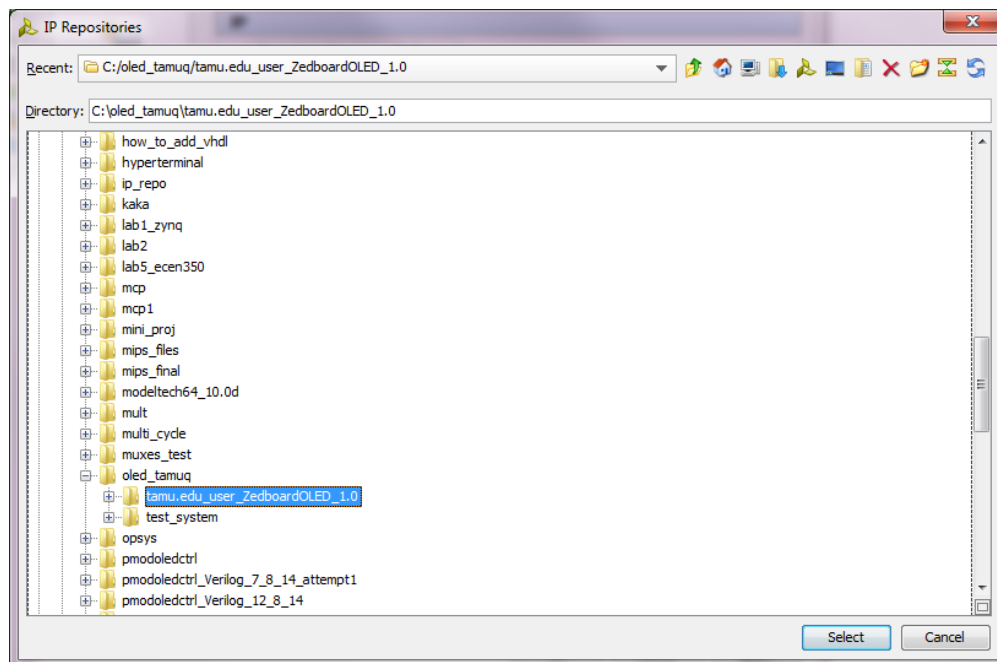 IP Repositories
Recent: C:/oled_tamuq/tamu.edu_user_ZedboardOLED_1.0
Directory: C:\oled_tamuq\tamu.edu_user_ZedboardOLED_1.0
how_to_add_vhdl
hyperterminal
ip_repo
kaka
lab1_zynq
lab2
lab5_ecen350
mcp
mcp1
mini_proj
mips_files
mips_final
modeltech64_10.0d
mult
multi_cycle
muxes_test
oled_tamuq
tamu.edu_user_ZedboardOLED_1.0
test_system
opsys
pmodoledctrl
pmodoledctrl_Verilog_7_8_14_attempt1
pmodoledctrl_Verilog_12_8_14
Select Cancel